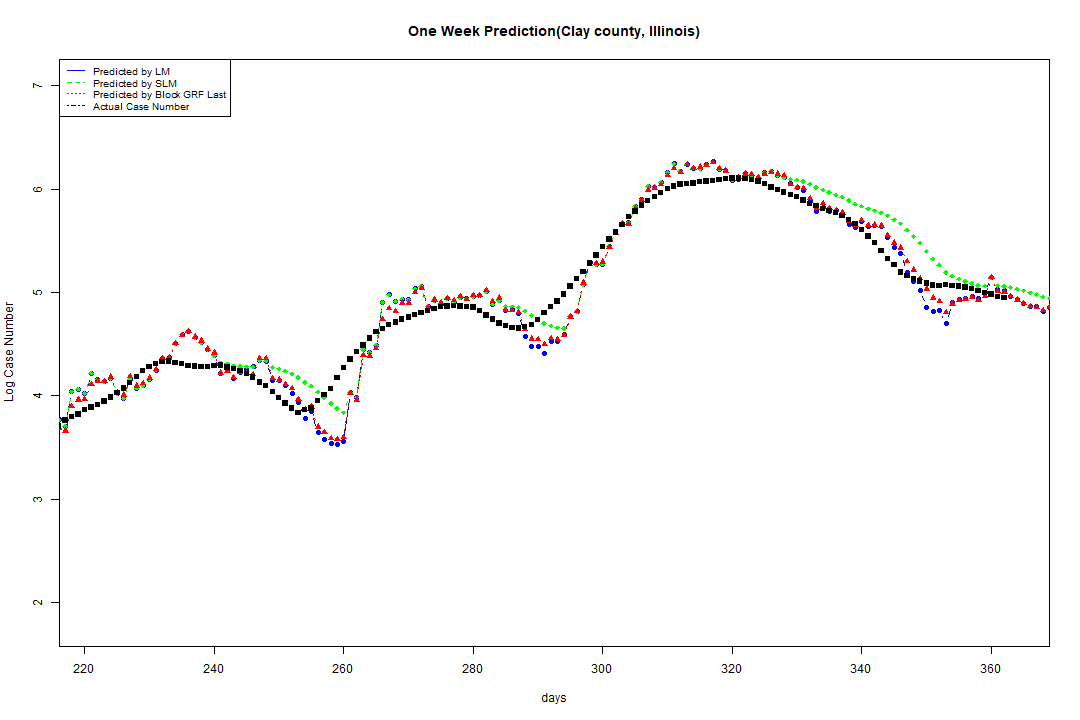 One Week Prediction(Clay county, Illinois)
Predicted by LM
Predicted by SLM
Predicted by Block GRF Last
Actual Case Number
7
6
5
4
3
2
Log Case Number
220 240 260 280 300 320 340 360
days